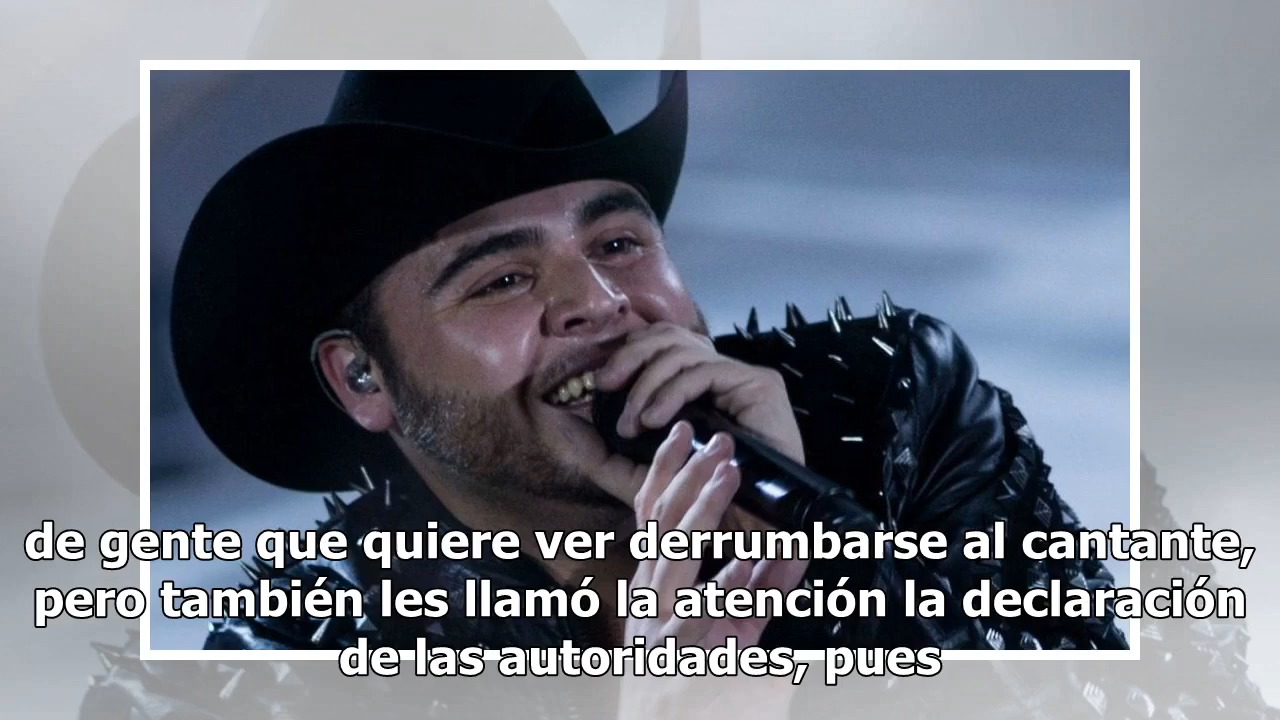 de gente que quiere ver derrumbarse al cantante,
pero también les llamó la atención la declaración
de las autoridades, pues